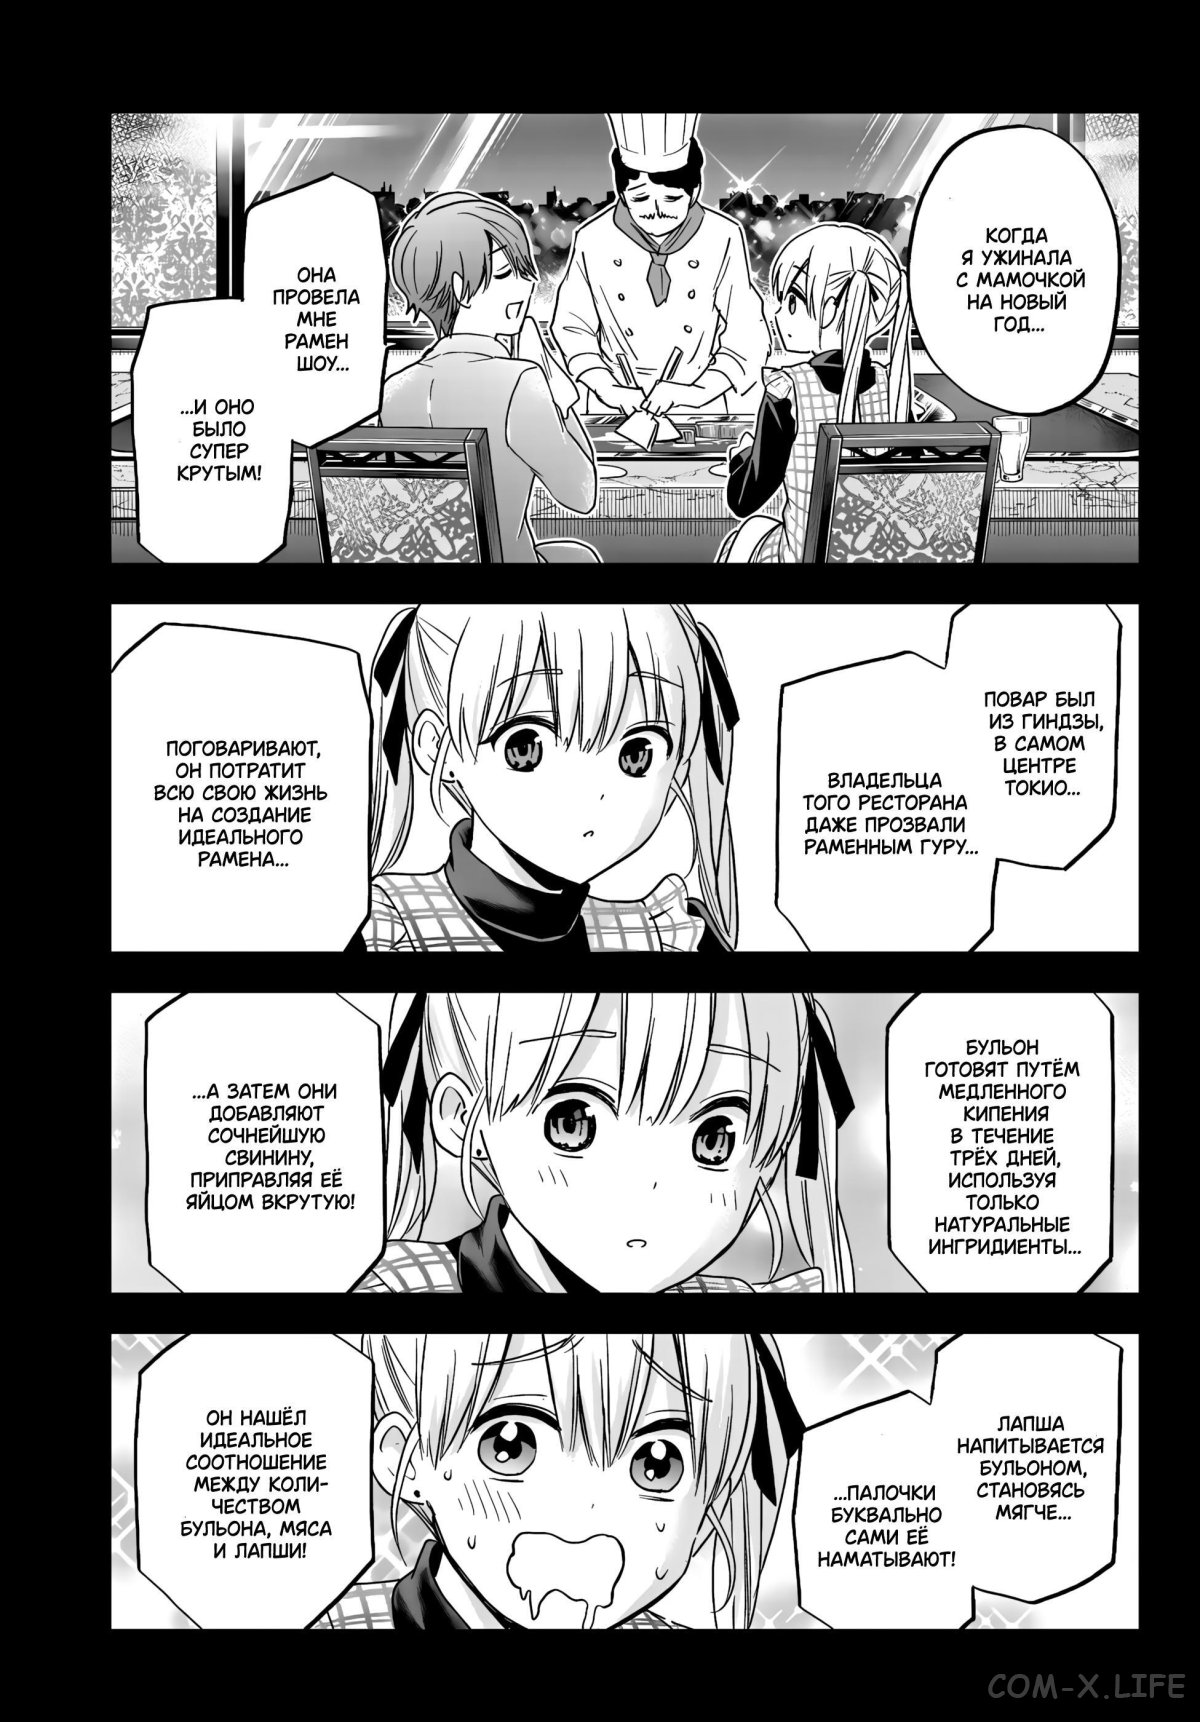 КОГДА
Я УЖИНАЛА
С МАМОЧКОЙ
НА НОВЫЙ
ГОД...
ОНА
ПРОВЕЛА
МНЕ
РАМЕН
ШОУ...
...И ОНО
БЫЛО
СУПЕР
КРУТЫМ!
ПОВАР БЫЛ
ИЗ ГИНДЗЫ,
В САМОМ
ЦЕНТРЕ
ТОКИО...
ВЛАДЕЛЬЦА
ТОГО РЕСТОРАНА
ДАЖЕ ПРОЗВАЛИ
РАМЕННЫМ ГУРУ...
ПОГОВАРИВАЮТ,
ОН ПОТРАТИТ
ВСЮ СВОЮ ЖИЗНЬ
НА СОЗДАНИЕ
ИДЕАЛЬНОГО
РАМЕНА...
БУЛЬОН
ГОТОВЯТ ПУТЁМ
МЕДЛЕННОГО
КИПЕНИЯ
В ТЕЧЕНИЕ
ТРЁХ ДНЕЙ,
ИСПОЛЬЗУЯ
ТОЛЬКО
НАТУРАЛЬНЫЕ
ИНГРИДИЕНТЫ...
...А ЗАТЕМ ОНИ
ДОБАВЛЯЮТ
СОЧНЕЙШУЮ
СВИНИНУ,
ПРИПРАВЛЯЯ ЕЁ
ЯЙЦОМ ВКРУТУЮ!
ЛАПША
НАПИТЫВАЕТСЯ
БУЛЬОНОМ,
СТАНОВЯСЬ
МЯГЧЕ...
...ПАЛОЧКИ
БУКВАЛЬНО
САМИ ЕЁ
НАМАТЫВАЮТ!
ОН НАШЁЛ
ИДЕАЛЬНОЕ
СООТНОШЕНИЕ
МЕЖДУ КОЛИ-
ЧЕСТВОМ
БУЛЬОНА, МЯСА
И ЛАПШИ!
COM-X.LIFE